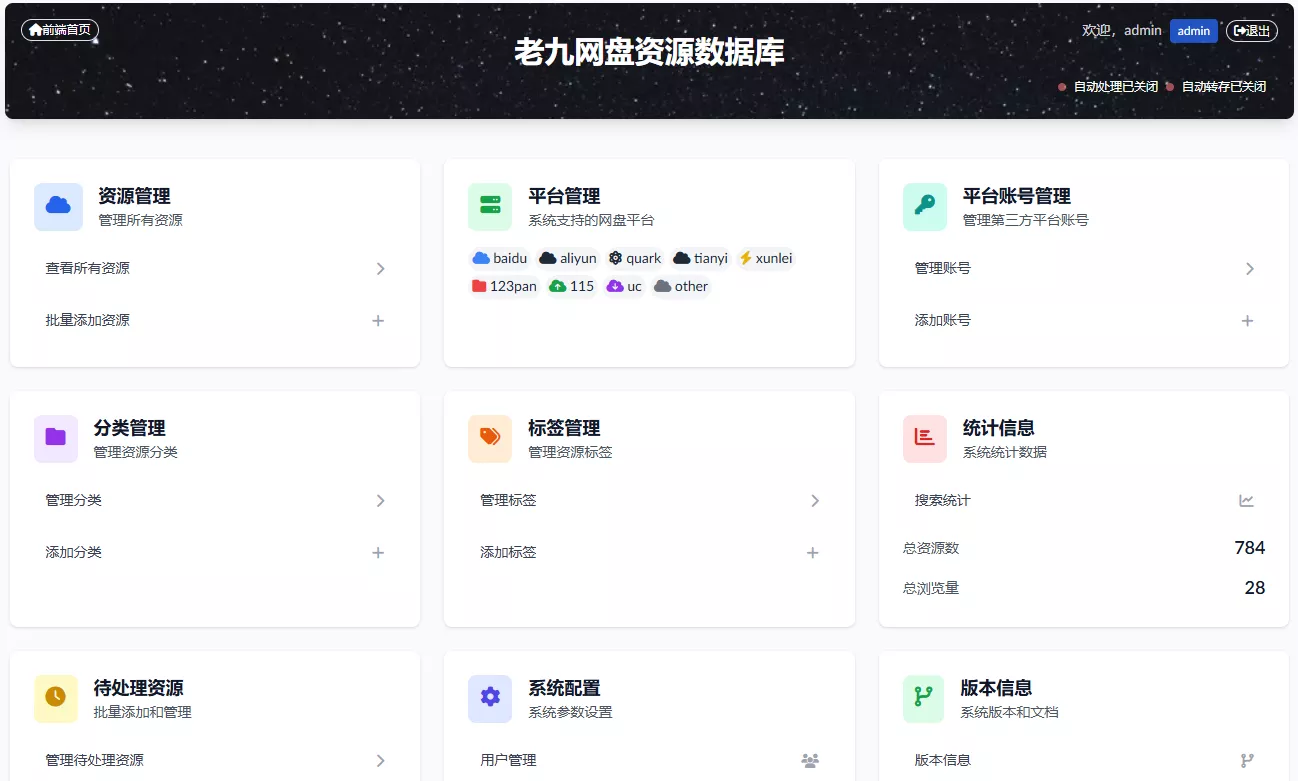 前端首页
欢迎，admin admin 退出
老九网盘资源数据库
自动处理已关闭 自动转存已关闭
资源管理
管理所有资源
查看所有资源
批量添加资源
平台管理
系统支持的网盘平台
baidu aliyun quark tianyi xunlei
123pan 115 uc other
平台账号管理
管理第三方平台账号
管理账号
添加账号
分类管理
管理资源分类
管理分类
添加分类
标签管理
管理资源标签
管理标签
添加标签
统计信息
系统统计数据
搜索统计
总资源数 784
总浏览量 28
待处理资源
批量添加和管理
管理待处理资源
系统配置
系统参数设置
用户管理
版本信息
系统版本和文档
版本信息